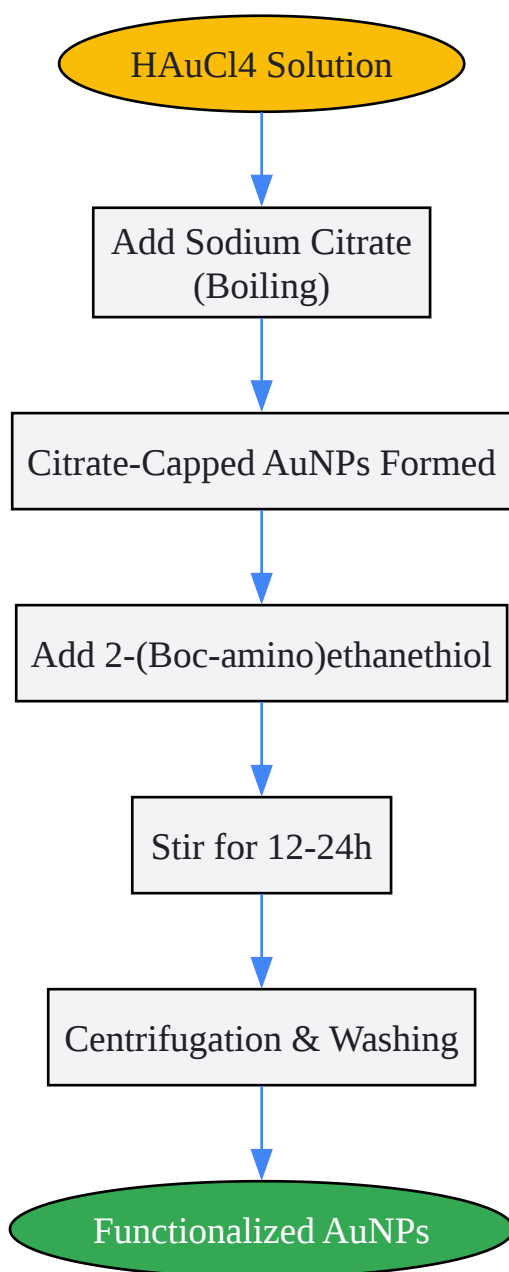 HAuCl4 Solution
Add Sodium Citrate
(Boiling)
Citrate-Capped AuNPs Formed
Add 2-(Boc-amino)ethanethiol
Stir for 12-24h
Centrifugation & Washing
Functionalized AuNPs